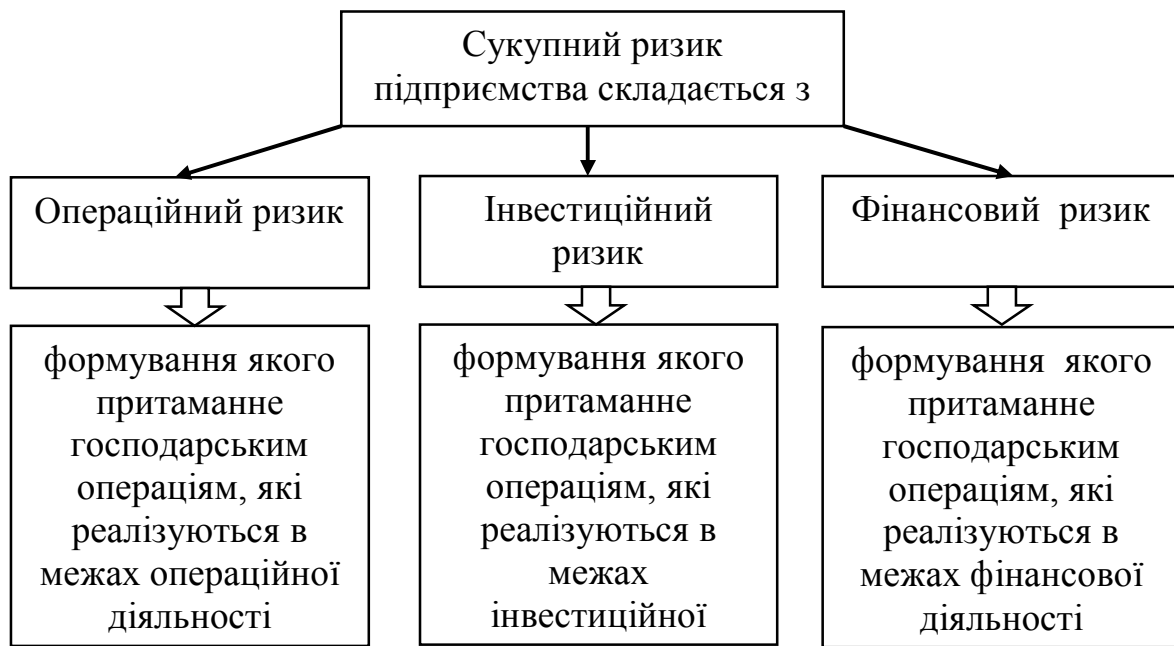 Сукупний ризик
підприємства складається з
Операційний ризик
Інвестиційний
ризик
Фінансовий ризик
формування якого
притаманне
господарським
операціям, які
реалізуються в
межах операційної
діяльності
формування якого
притаманне
господарським
операціям, які
реалізуються в
межах
інвестиційної
формування якого
притаманне
господарським
операціям, які
реалізуються в
межах фінансової
діяльності